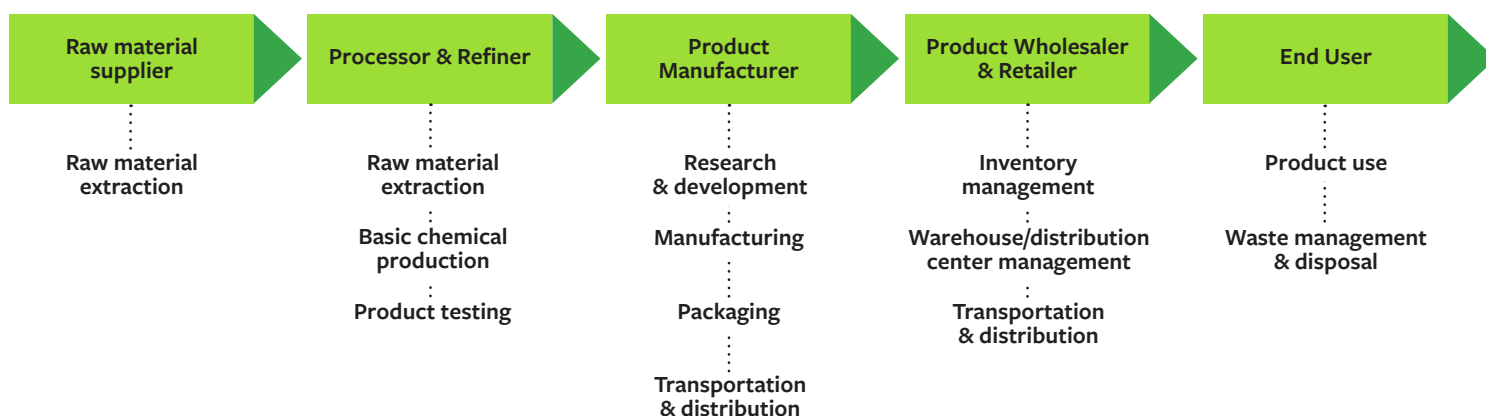 Raw material
supplier
Processor & Refiner
Product
Manufacturer
Product Wholesaler
& Retailer
End User
Raw material
extraction
Raw material
extraction
Basic chemical
production
Product testing
Research
& development
Manufacturing
Packaging
Transportation
& distribution
Inventory
management
Warehouse/distribution
center management
Transportation
& distribution
Product use
Waste management
& disposal